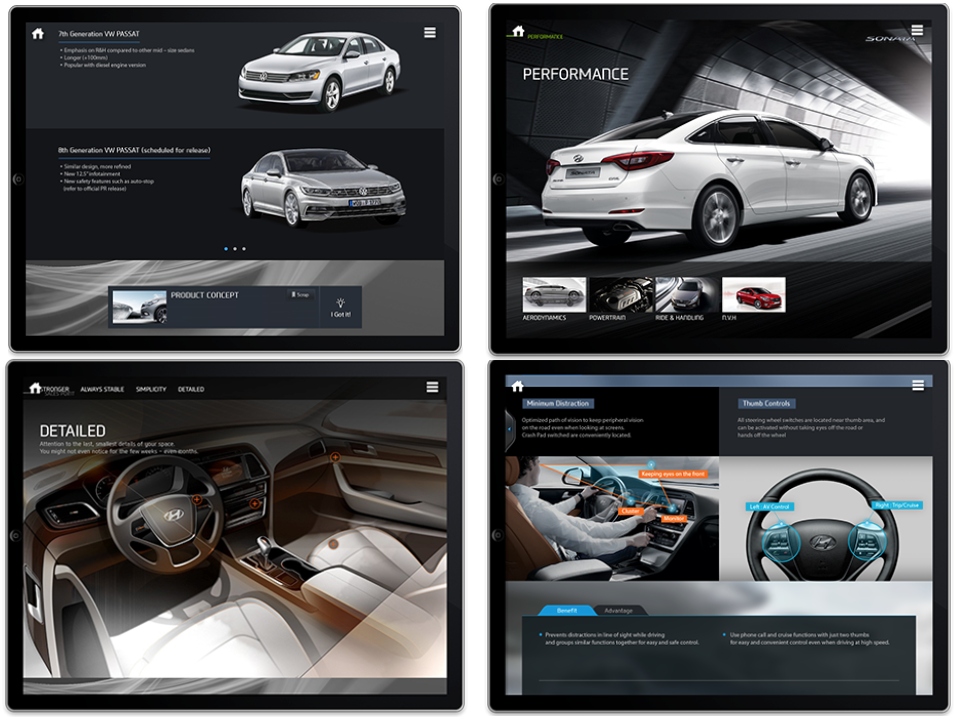 7th Generation VW PASSAT
• Emphasis on R&H compared to other mid – size sedans
• Longer (+100mm)
• Popular with diesel engine version
8th Generation VW PASSAT (scheduled for release)
• Similar design, more refined
• New 12.5" infotainment
• New safety features such as auto-stop
(refer to official PR release)
PRODUCT CONCEPT
I Got it!
PERFORMANCE
SONATA
PERFORMANCE
AERODYNAMICS
POWERTRAIN
RIDE & HANDLING
N.V.H
STRONGER
ALWAYS STABLE
SIMPLICITY
DETAILED
DETAILED
Attention to the last, smallest details of your space.
You might not even notice for the few weeks – even months.
Minimum Distraction
Optimized path of vision to keep peripheral vision
on the road even when looking at screens.
Crash Pad switched are conveniently located.
Thumb Controls
All steering wheel switches are located near thumb area, and
can be activated without taking eyes off the road or
hands off the wheel
Keeping eyes on the front
Cluster
Monitor
Left : AV Control
Right : Trip/Cruise
Benefit
Advantage
• Prevents distractions in line of sight while driving
and groups similar functions together for easy and safe control.
• Use phone call and cruise functions with just two thumbs
for easy and convenient control even when driving at high speed.